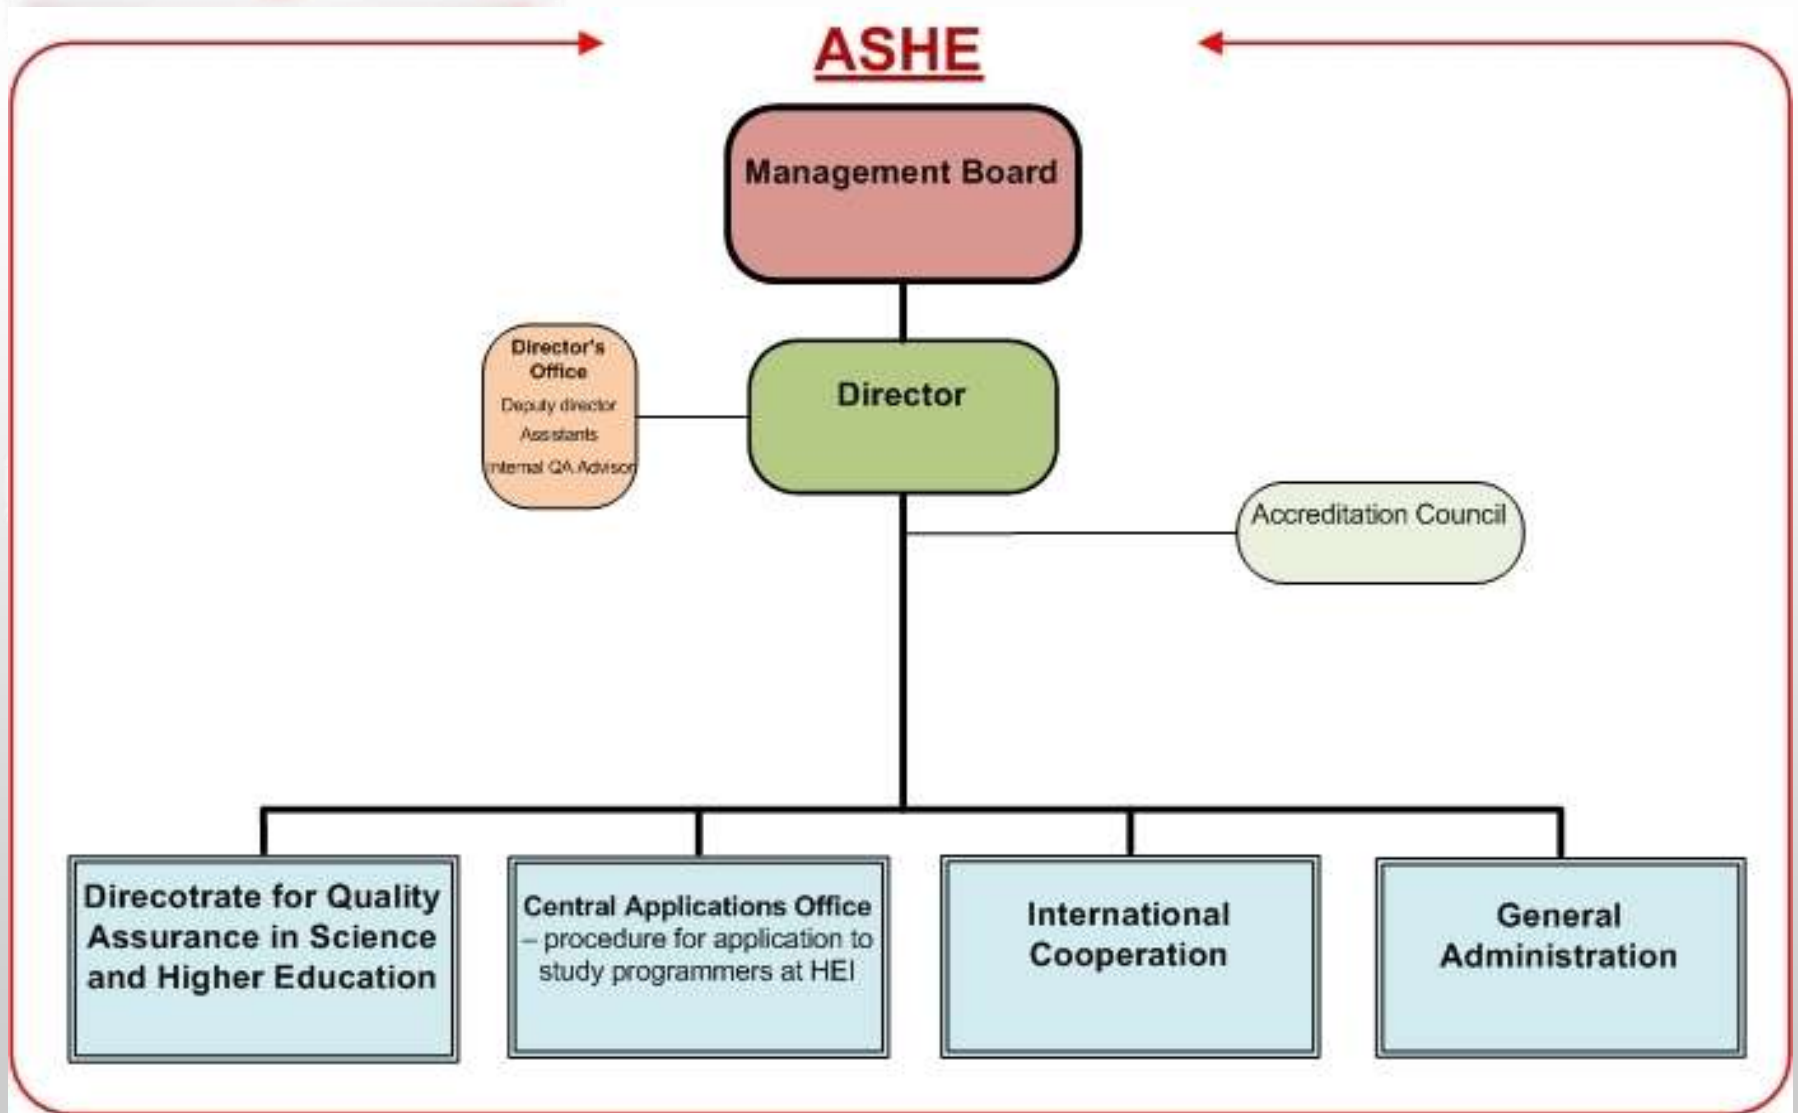 ASHE
Management Board
Director's
Office
Deputy director
Assistants
Internal QA Advisor
Director
Accreditation Council
Direcotrate for Quality
Assurance in Science
and Higher Education
Central Applications Office
– procedure for application to
study programmers at HEI
International
Cooperation
General
Administration